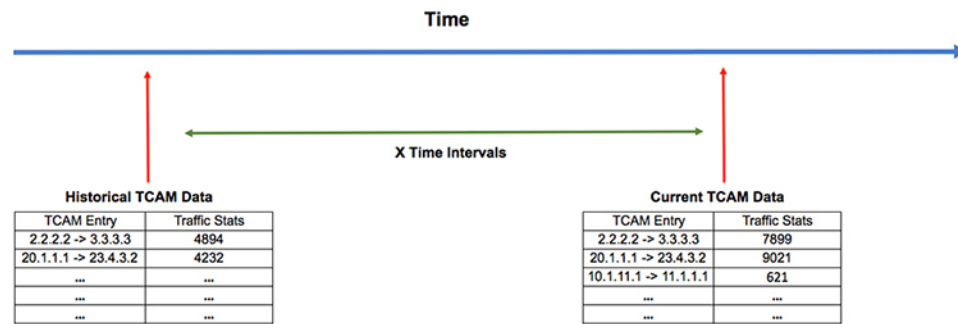 Time
X Time Intervals
Historical TCAM Data
TCAM Entry Traffic Stats
2.2.2.2 -> 3.3.3.3 4894
20.1.1.1 -> 23.4.3.2 4232
... ...
... ...
... ...
Current TCAM Data
TCAM Entry Traffic Stats
2.2.2.2 -> 3.3.3.3 7899
20.1.1.1 -> 23.4.3.2 9021
10.1.11.1 -> 11.1.1.1 621
... ...
... ...